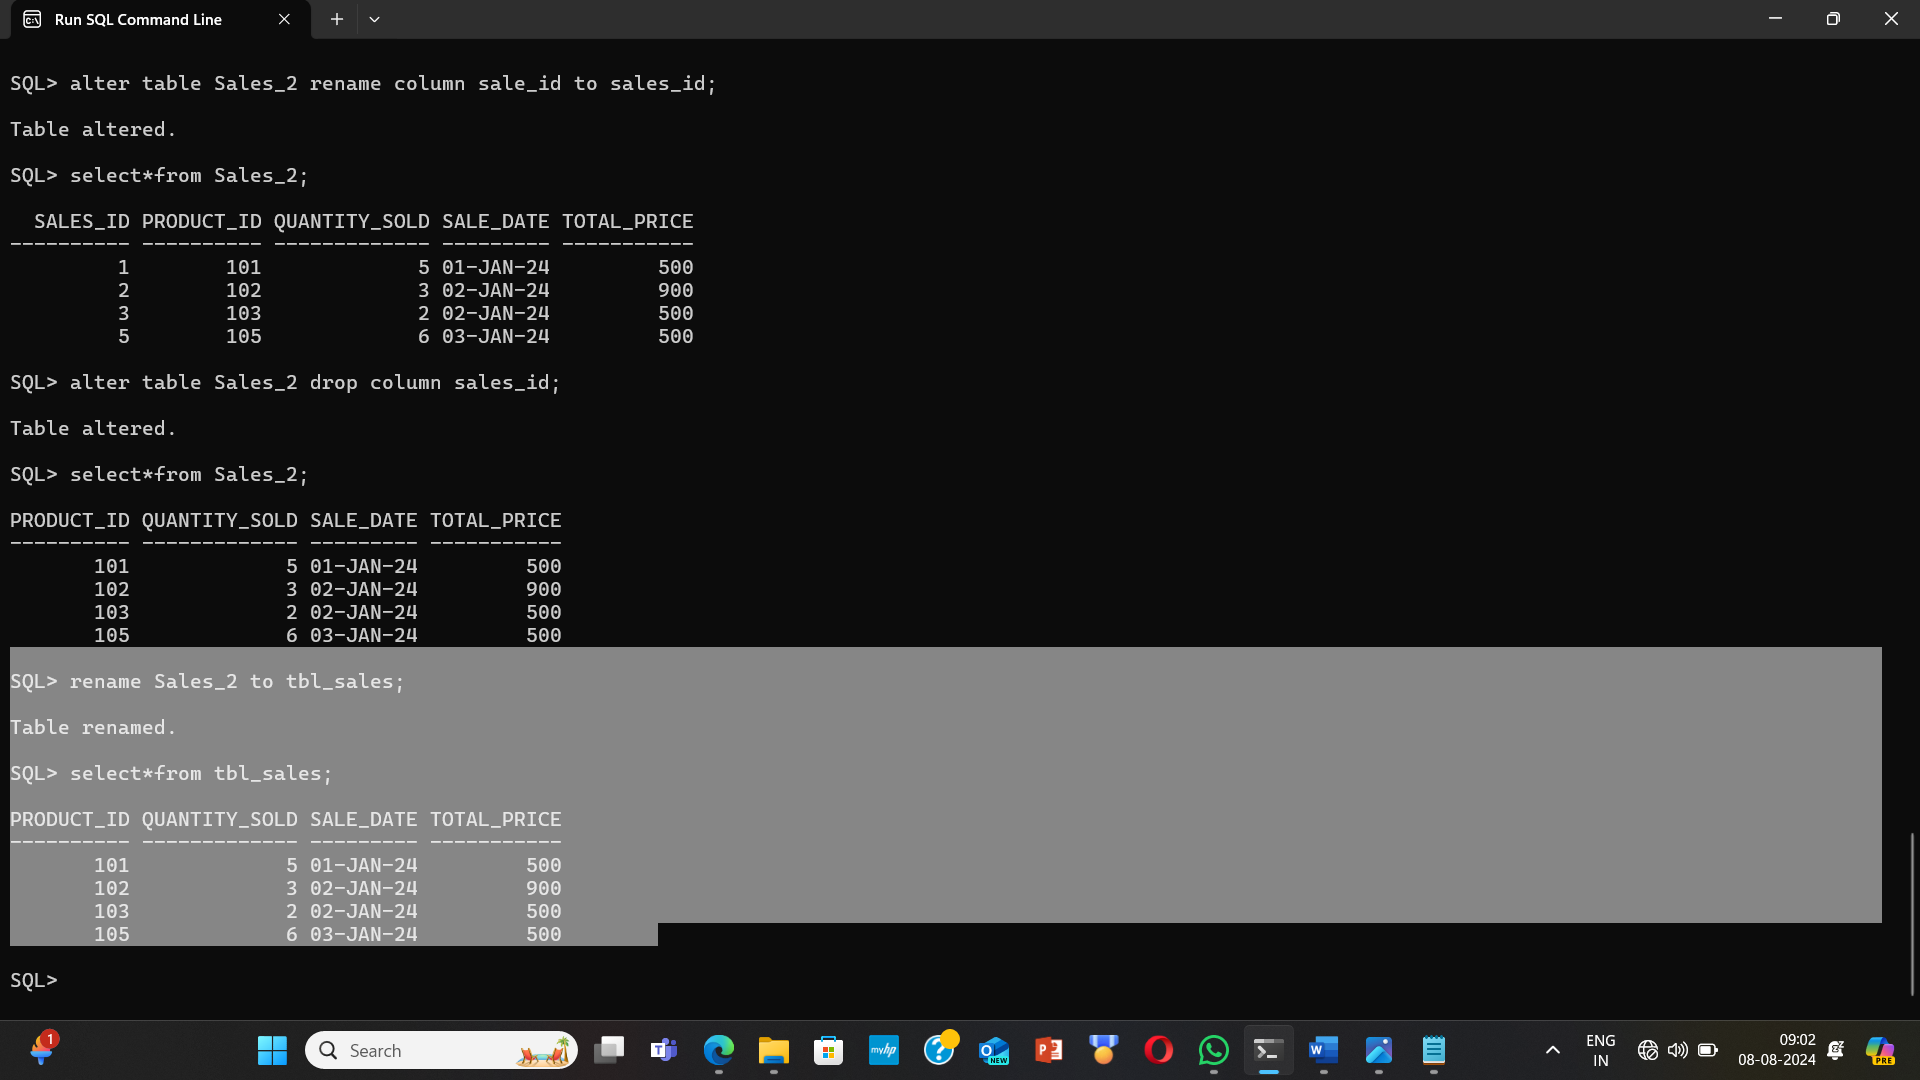 Run SQL Command Line
SQL> alter table Sales_2 rename column sale_id to sales_id;
Table altered.
SQL> select*from Sales_2;
  SALES_ID PRODUCT_ID QUANTITY_SOLD SALE_DATE TOTAL_PRICE
---------- ---------- ------------- --------- -----------
         1        101             5 01-JAN-24         500
         2        102             3 02-JAN-24         900
         3        103             2 02-JAN-24         500
         5        105             6 03-JAN-24         500
SQL> alter table Sales_2 drop column sales_id;
Table altered.
SQL> select*from Sales_2;
PRODUCT_ID QUANTITY_SOLD SALE_DATE TOTAL_PRICE
---------- ------------- --------- -----------
       101             5 01-JAN-24         500
       102             3 02-JAN-24         900
       103             2 02-JAN-24         500
       105             6 03-JAN-24         500
SQL> rename Sales_2 to tbl_sales;
Table renamed.
SQL> select*from tbl_sales;
PRODUCT_ID QUANTITY_SOLD SALE_DATE TOTAL_PRICE
---------- ------------- --------- -----------
       101             5 01-JAN-24         500
       102             3 02-JAN-24         900
       103             2 02-JAN-24         500
       105             6 03-JAN-24         500
SQL>
1
Search
myhp
NEW
ENG
IN
09:02
08-08-2024
PRE